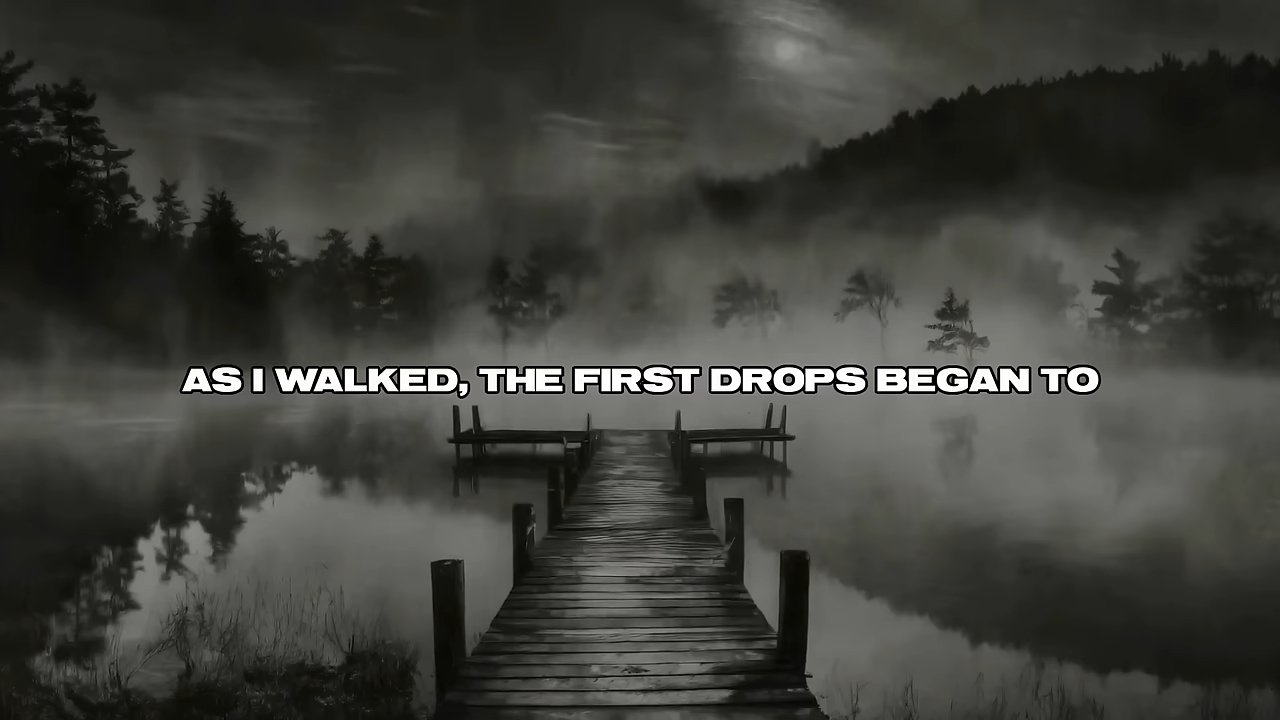 AS I WALKED, THE FIRST DROPS BEGAN TO